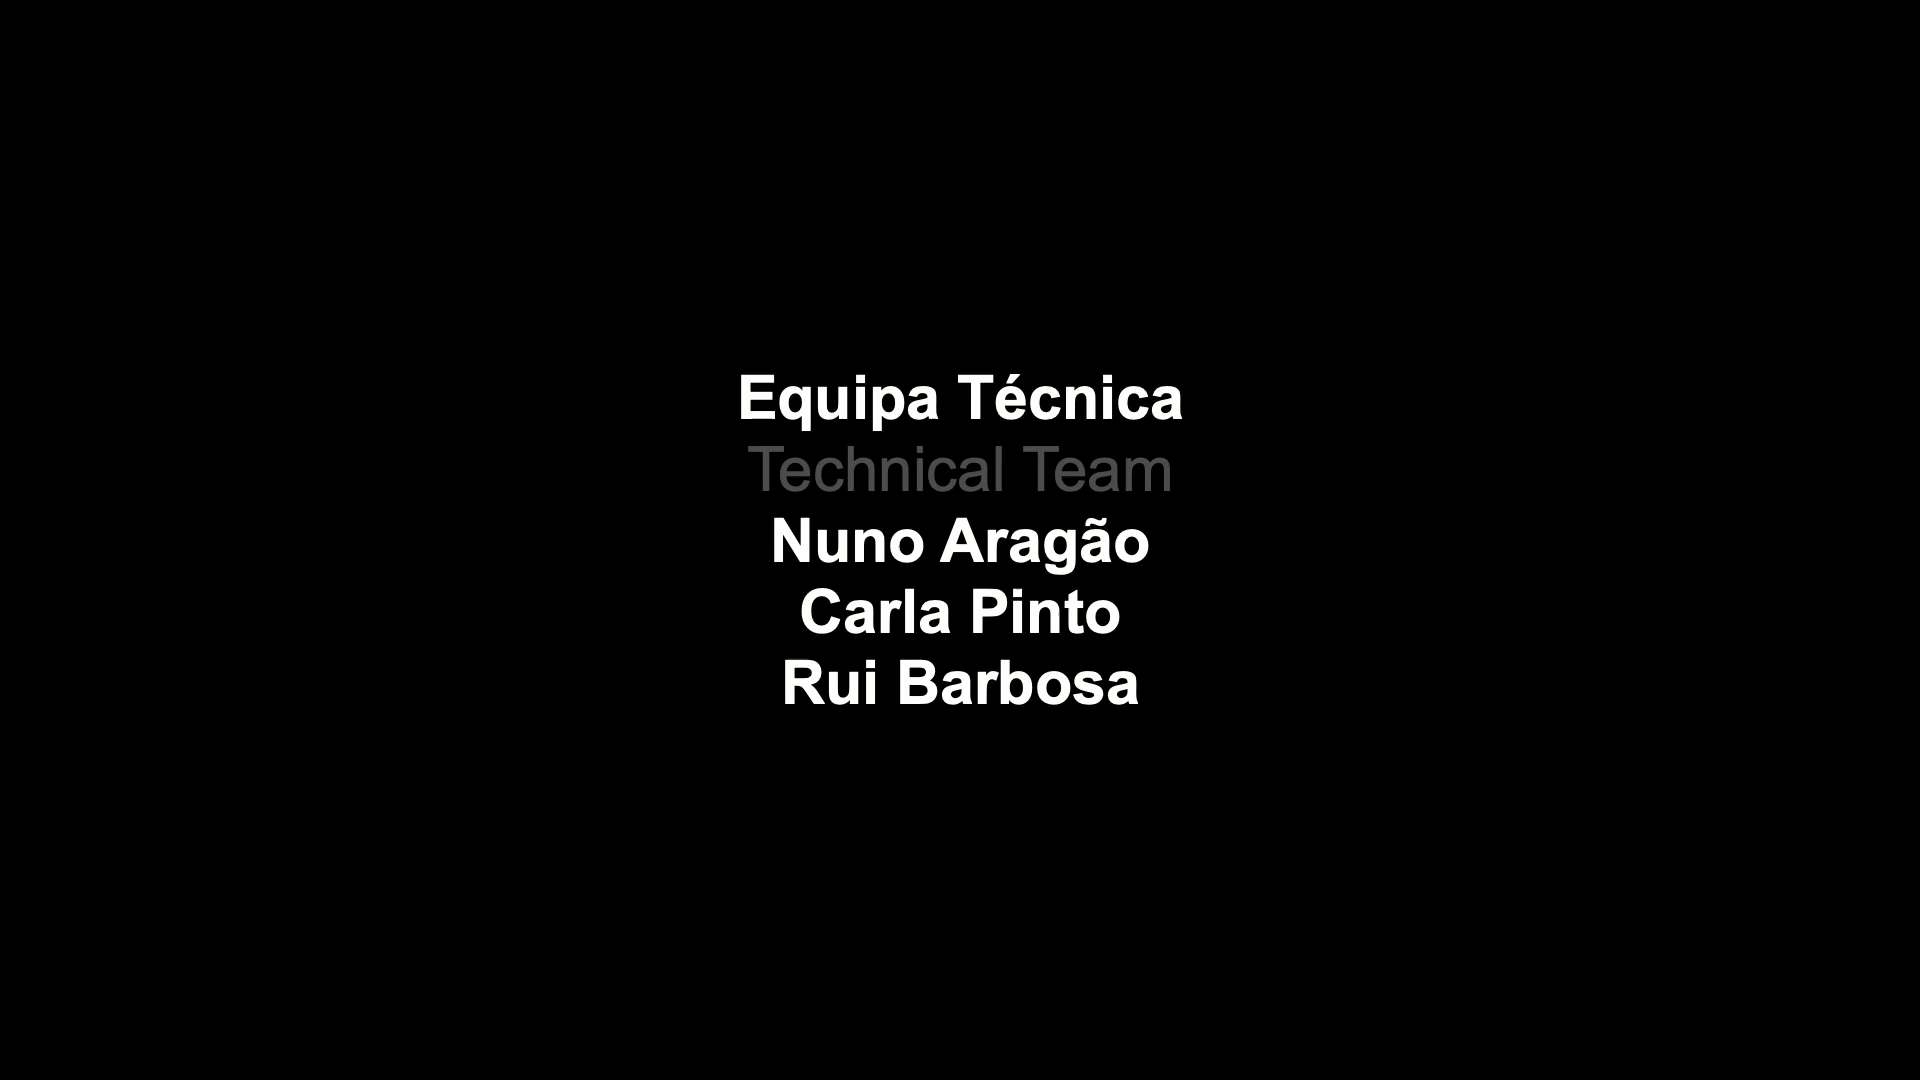 Equipa Técnica
Technical Team
Nuno Aragão
Carla Pinto
Rui Barbosa